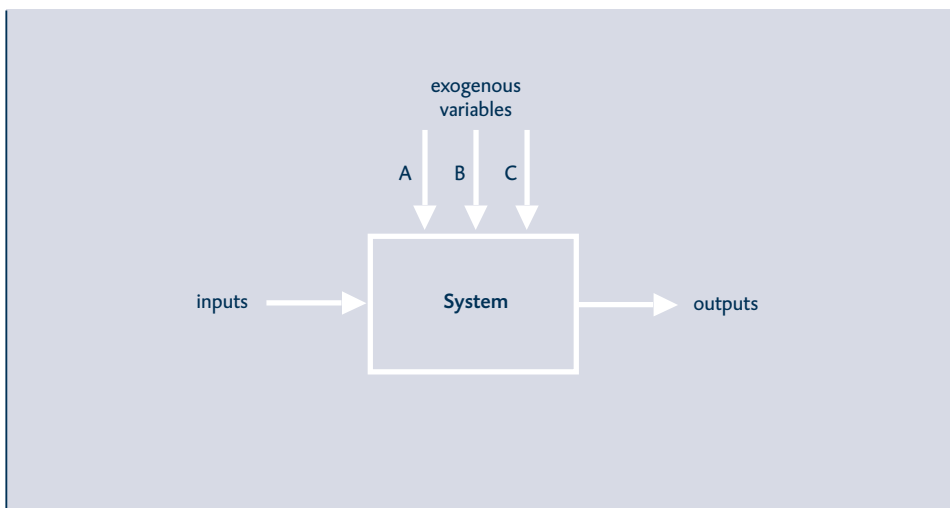 exogenous
variables
A B C
inputs
System
outputs